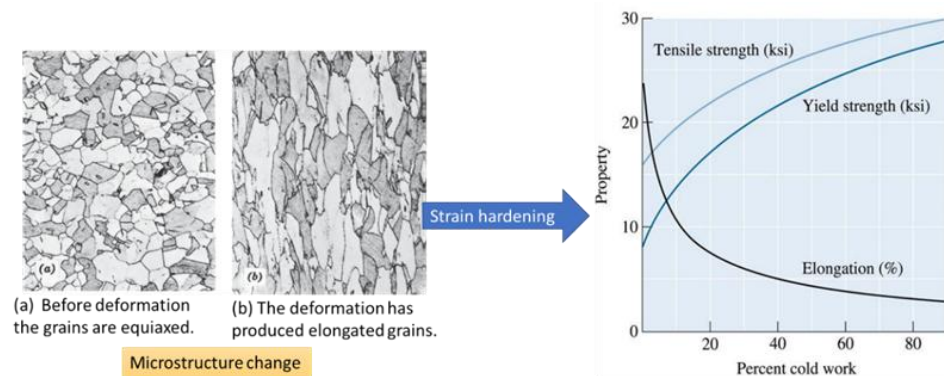 (a)
(b)
(a) Before deformation
the grains are equiaxed.
(b) The deformation has
produced elongated grains.
Microstructure change
Strain hardening
30
20
10
0
Property
Tensile strength (ksi)
Yield strength (ksi)
Elongation (%)
20
40
60
80
Percent cold work